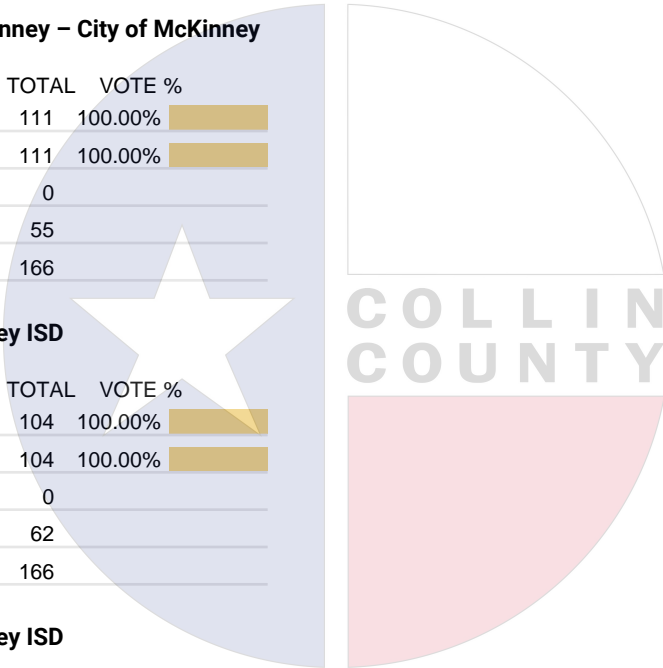 nney – City of McKinney
TOTAL VOTE %
111 100.00%
111 100.00%
0
55
166
ey ISD
TOTAL VOTE %
104 100.00%
104 100.00%
0
62
166
ey ISD
COLLIN
COUNTY